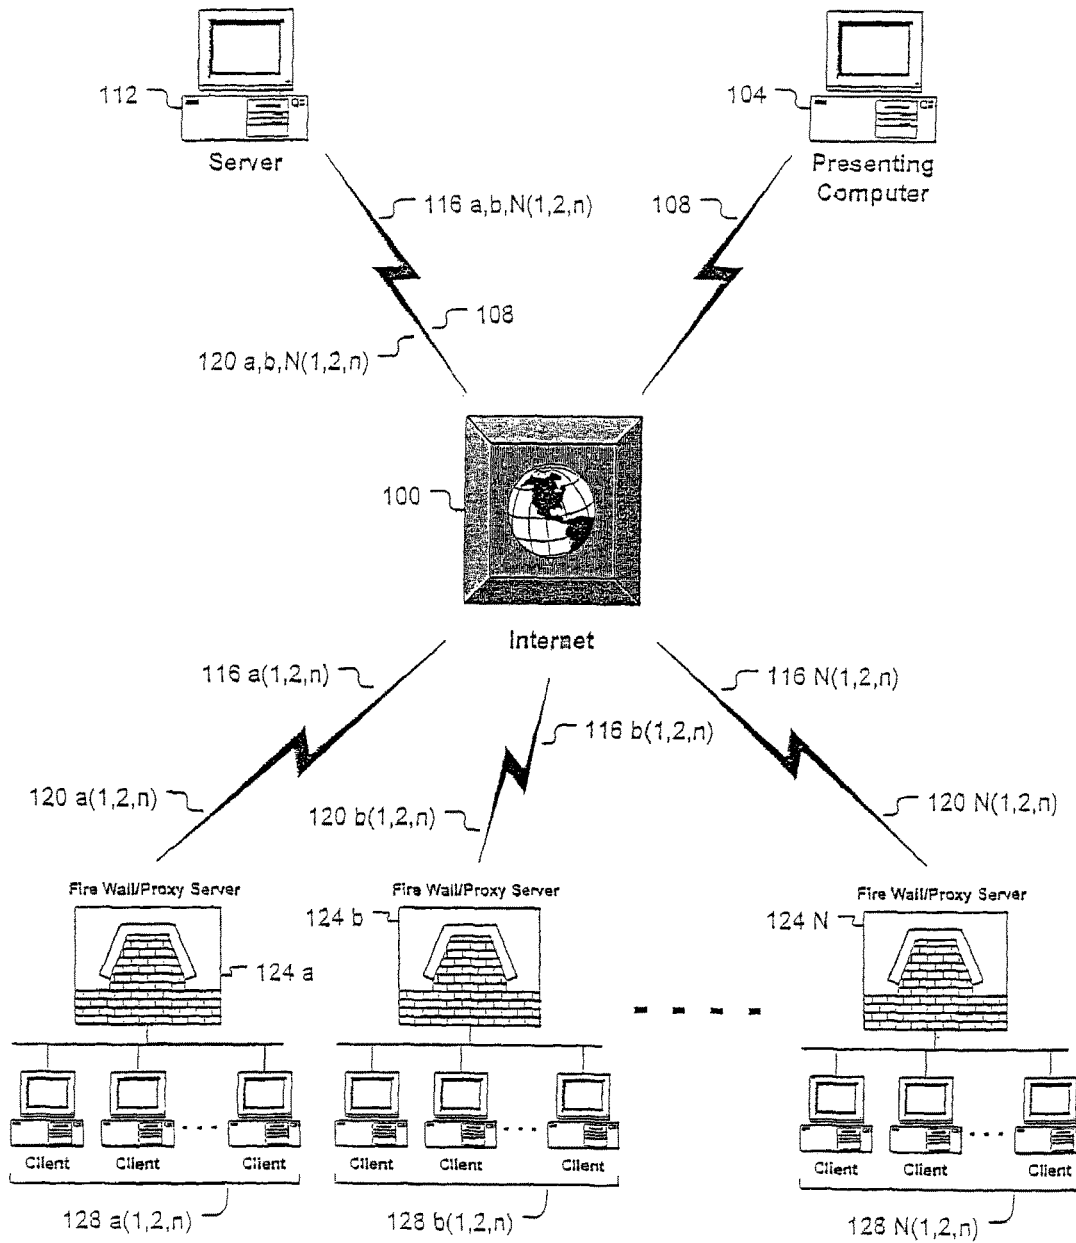 112
Server
104
Presenting
Computer
116 a,b,N(1,2,n)
108
108
120 a,b,N(1,2,n)
100
Internet
116 a(1,2,n)
116 N(1,2,n)
116 b(1,2,n)
120 a(1,2,n)
120 b(1,2,n)
120 N(1,2,n)
Fire Wall/Proxy Server
Fire Wall/Proxy Server
Fire Wall/Proxy Server
124 a
124 b
124 N
Client
Client
Client
Client
Client
Client
Client
Client
Client
128 a(1,2,n)
128 b(1,2,n)
128 N(1,2,n)